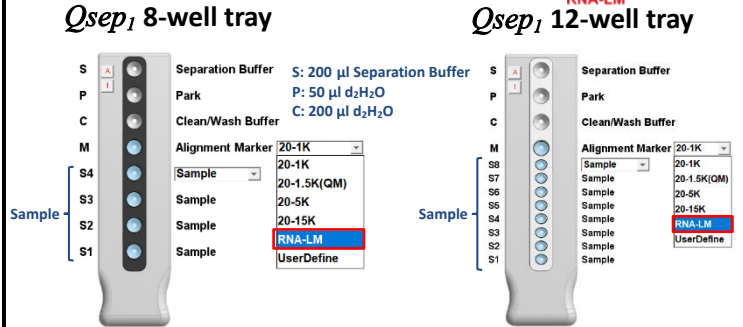 RNA-LM
Qsep1 8-well tray
S A Separation Buffer
I
P Park
C Clean/Wash Buffer
S: 200 µl Separation Buffer
P: 50 µl d2H2O
C: 200 µl d2H2O
M Alignment Marker 20-1K
20-1K
20-1.5K(QM)
20-5K
20-15K
RNA-LM
UserDefine
Sample
S4 Sample
S3 Sample
S2 Sample
S1 Sample
Qsep1 12-well tray
S A Separation Buffer
I
P Park
C Clean/Wash Buffer
M Alignment Marker 20-1K
20-1K
20-1.5K(QM)
20-5K
20-15K
RNA-LM
UserDefine
Sample
S8 Sample
S7 Sample
S6 Sample
S5 Sample
S4 Sample
S3 Sample
S2 Sample
S1 Sample